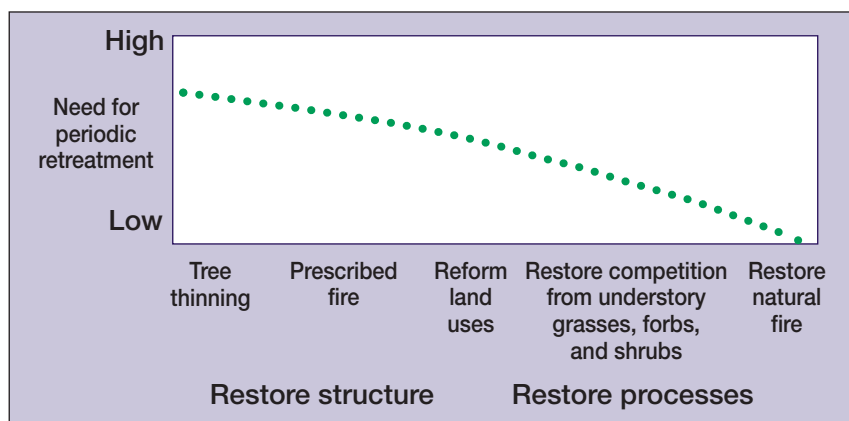 High
Need for
periodic
retreatment
Low
Tree
thinning
Prescribed
fire
Reform
land
uses
Restore competition
from understory
grasses, forbs,
and shrubs
Restore
natural
fire
Restore structure
Restore processes